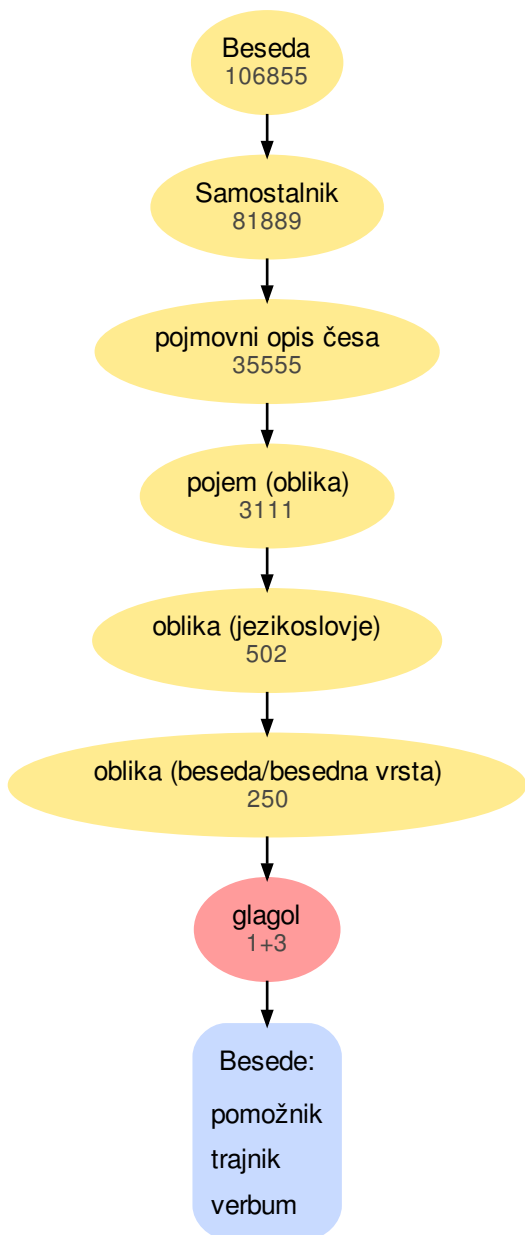 Beseda
106855
Samostalnik
81889
pojmovni opis česa
35555
pojem (oblika)
3111
oblika (jezikoslovje)
502
oblika (beseda/besedna vrsta)
250
glagol
1+3
Besede:
pomožnik
trajnik
verbum